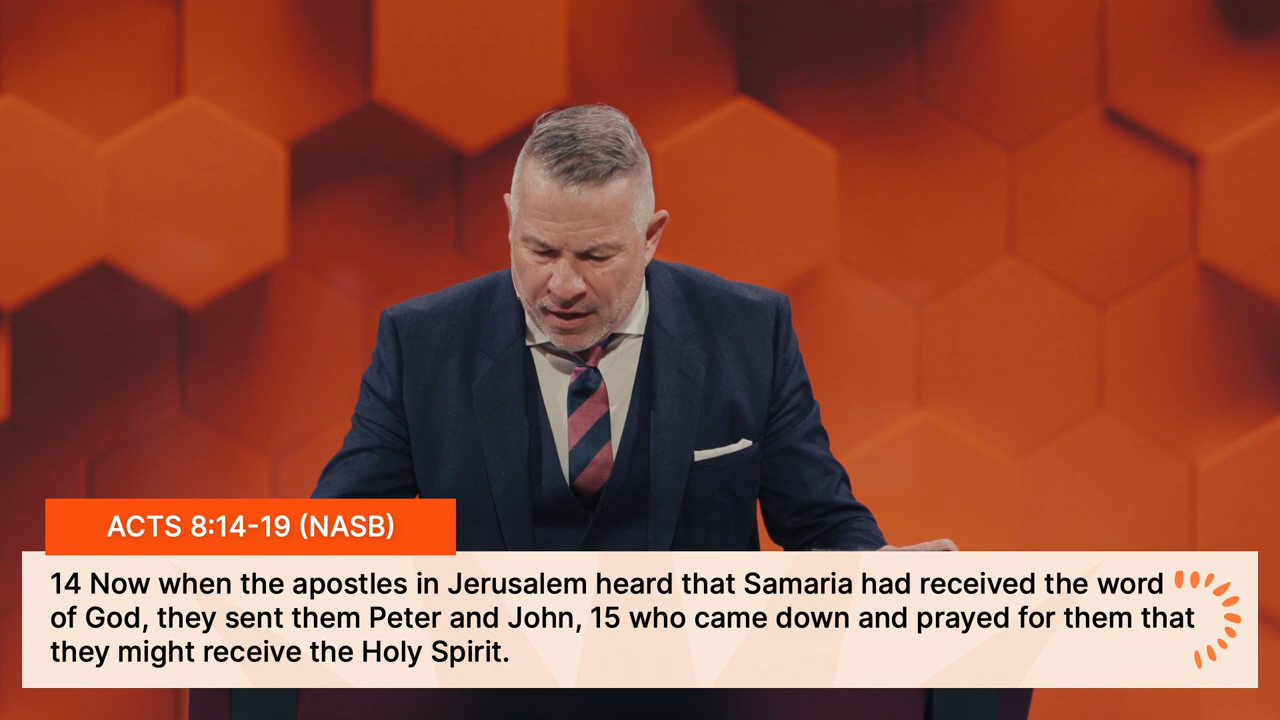 ACTS 8:14-19 (NASB)
14 Now when the apostles in Jerusalem heard that Samaria had received the word
of God, they sent them Peter and John, 15 who came down and prayed for them that
they might receive the Holy Spirit.